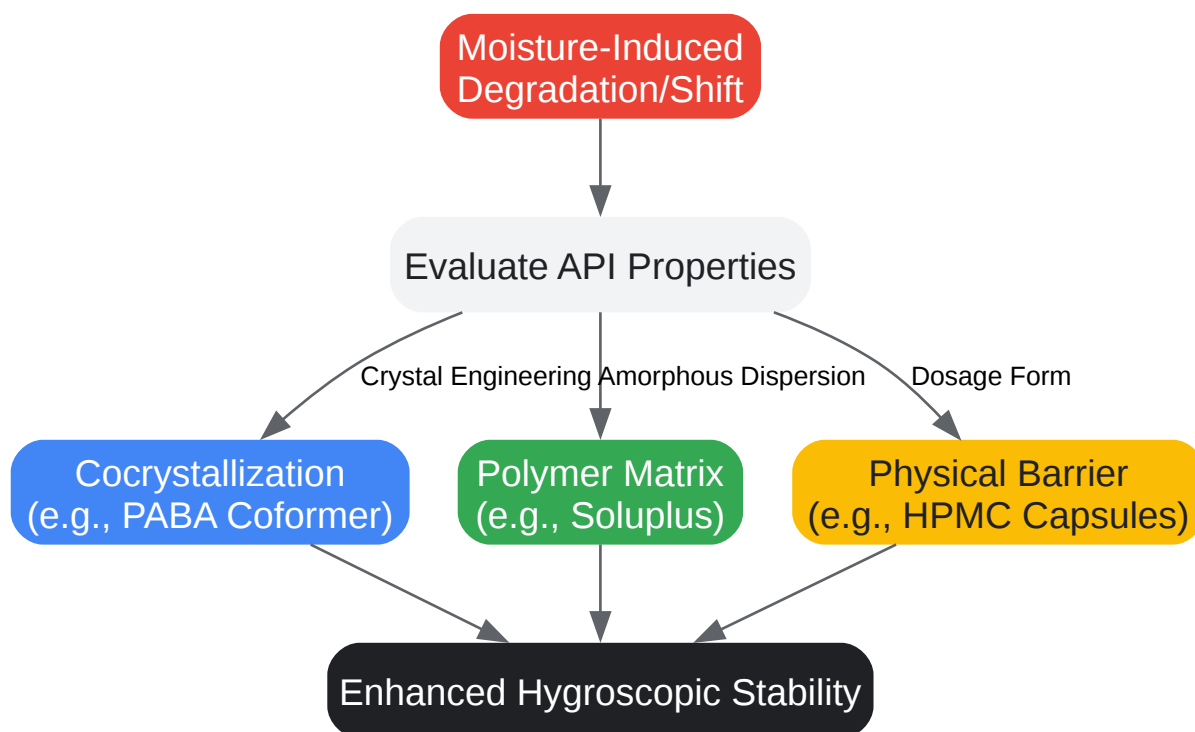 Moisture-Induced
Degradation/Shift
Evaluate API Properties
Crystal Engineering
Amorphous Dispersion
Dosage Form
Cocrystallization
(e.g., PABA Coformer)
Polymer Matrix
(e.g., Soluplus)
Physical Barrier
(e.g., HPMC Capsules)
Enhanced Hygroscopic Stability